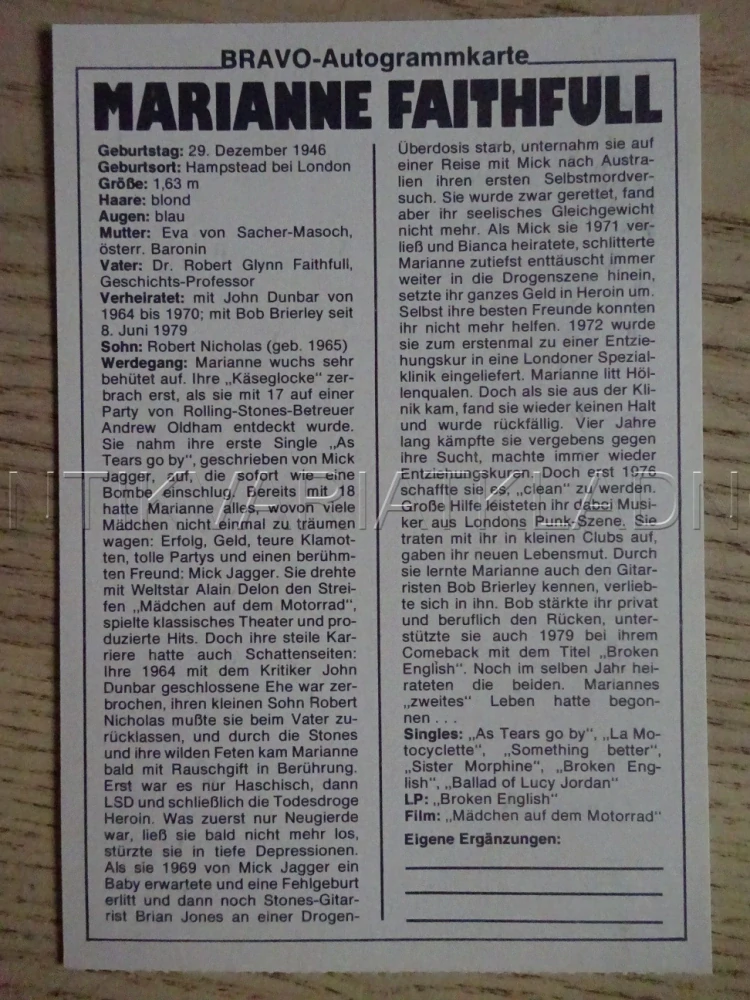 BRAVO-Autogrammkarte
MARIANNE FAITHFULL
Geburtstag: 29. Dezember 1946
Geburtsort: Hampstead bei London
Größe: 1,63 m
Haare: blond
Augen: blau
Mutter: Eva von Sacher-Masoch,
österr. Baronin
Vater: Dr. Robert Glynn Faithfull,
Geschichts-Professor
Verheiratet: mit John Dunbar von
1964 bis 1970; mit Bob Brierley seit
8. Juni 1979
Sohn: Robert Nicholas (geb. 1965)
Werdegang: Marianne wuchs sehr
behütet auf. Ihre „Käseglocke" zer-
brach erst, als sie mit 17 auf einer
Party von Rolling-Stones-Betreuer
Andrew Oldham entdeckt wurde.
Sie nahm ihre erste Single „As
Tears go by", geschrieben von Mick
Jagger, auf, die sofort wie eine
Bombe einschlug. Bereits mit 18
hatte Marianne alles, wovon viele
Mädchen nicht einmal zu träumen
wagen: Erfolg, Geld, teure Klamot-
ten, tolle Partys und einen berühm-
ten Freund: Mick Jagger. Sie drehte
mit Weltstar Alain Delon den Strei-
fen „Mädchen auf dem Motorrad",
spielte klassisches Theater und pro-
duzierte Hits. Doch ihre steile Kar-
riere hatte auch Schattenseiten:
Ihre 1964 mit dem Kritiker John
Dunbar geschlossene Ehe war zer-
brochen, ihren kleinen Sohn Robert
Nicholas mußte sie beim Vater zu-
rücklassen, und durch die Stones
und ihre wilden Feten kam Marianne
bald mit Rauschgift in Berührung.
Erst war es nur Haschisch, dann
LSD und schließlich die Todesdroge
Heroin. Was zuerst nur Neugierde
war, ließ sie bald nicht mehr los,
stürzte sie in tiefe Depressionen.
Als sie 1969 von Mick Jagger ein
Baby erwartete und eine Fehlgeburt
erlitt und dann noch Stones-Gitar-
rist Brian Jones an einer Drogen-
Überdosis starb, unternahm sie auf
einer Reise mit Mick nach Austra-
lien ihren ersten Selbstmordver-
such. Sie wurde zwar gerettet, fand
aber ihr seelisches Gleichgewicht
nicht mehr. Als Mick sie 1971 ver-
ließ und Bianca heiratete, schlitterte
Marianne zutiefst enttäuscht immer
weiter in die Drogenszene hinein,
setzte ihr ganzes Geld in Heroin um.
Selbst ihre besten Freunde konnten
ihr nicht mehr helfen. 1972 wurde
sie zum erstenmal zu einer Entzie-
hungskur in eine Londoner Spezial-
klinik eingeliefert. Marianne litt Höl-
lenqualen. Doch als sie aus der Kli-
nik kam, fand sie wieder keinen Halt
und wurde rückfällig. Vier Jahre
lang kämpfte sie vergebens gegen
ihre Sucht, machte immer wieder
Entziehungskuren. Doch erst 1976
schaffte sie es, „clean" zu werden.
Große Hilfe leisteten ihr dabei Musi-
ker aus Londons Punk-Szene. Sie
traten mit ihr in kleinen Clubs auf,
gaben ihr neuen Lebensmut. Durch
sie lernte Marianne auch den Gitar-
risten Bob Brierley kennen, verlieb-
te sich in ihn. Bob stärkte ihr privat
und beruflich den Rücken, unter-
stützte sie auch 1979 bei ihrem
Comeback mit dem Titel „Broken
English". Noch im selben Jahr hei-
rateten die beiden. Mariannes
„zweites" Leben hatte begon-
nen . . .
Singles: „As Tears go by", „La Mo-
tocyclette", „Something better",
„Sister Morphine", „Broken Eng-
lish", „Ballad of Lucy Jordan"
LP: „Broken English"
Film: „Mädchen auf dem Motorrad"
Eigene Ergänzungen: